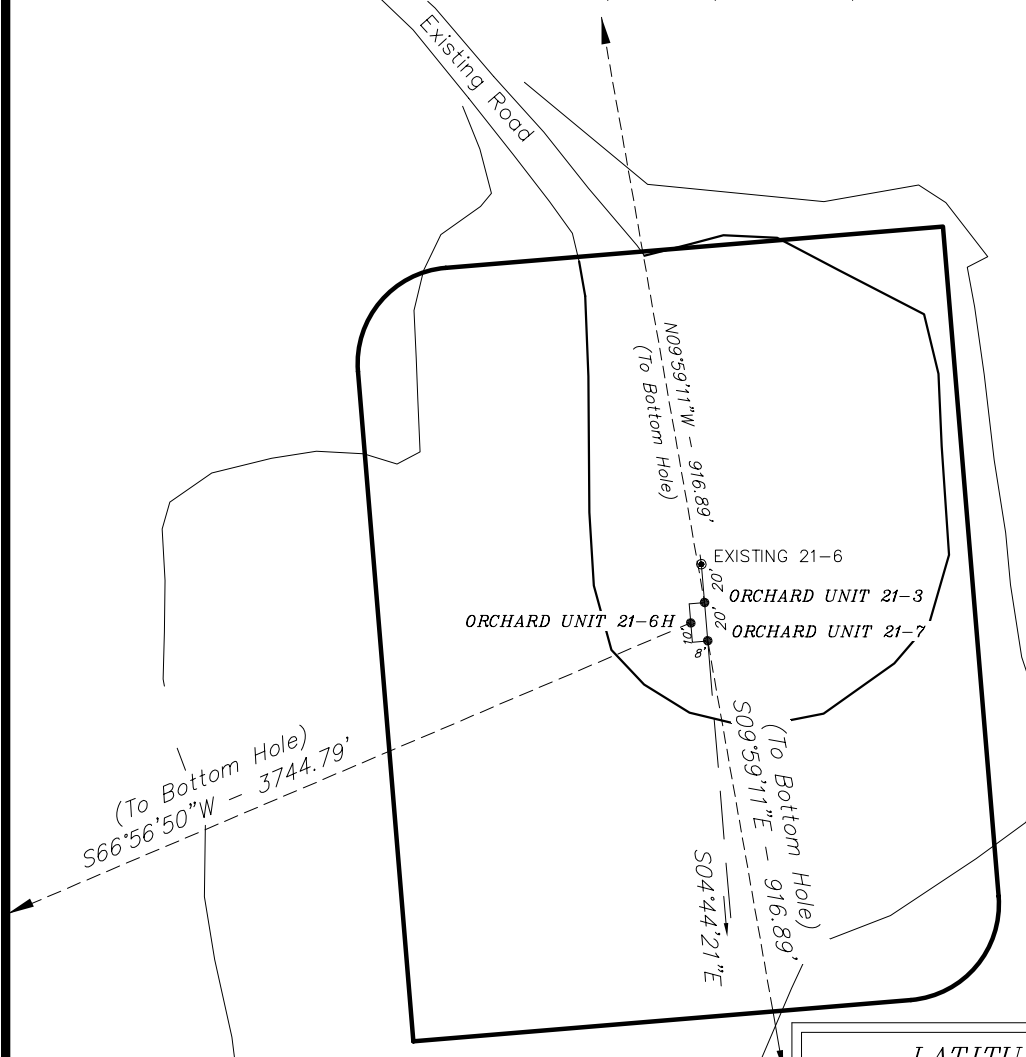 Existing Road
N09°59'11"W - 916.89'
(To Bottom Hole)
EXISTING 21-6
20'
ORCHARD UNIT 21-3
20'
ORCHARD UNIT 21-6H
ORCHARD UNIT 21-7
10'
8'
(To Bottom Hole)
S66°56'50"W - 3744.79'
(To Bottom Hole)
S09°59'11"E - 916.89'
S04°44'21"E